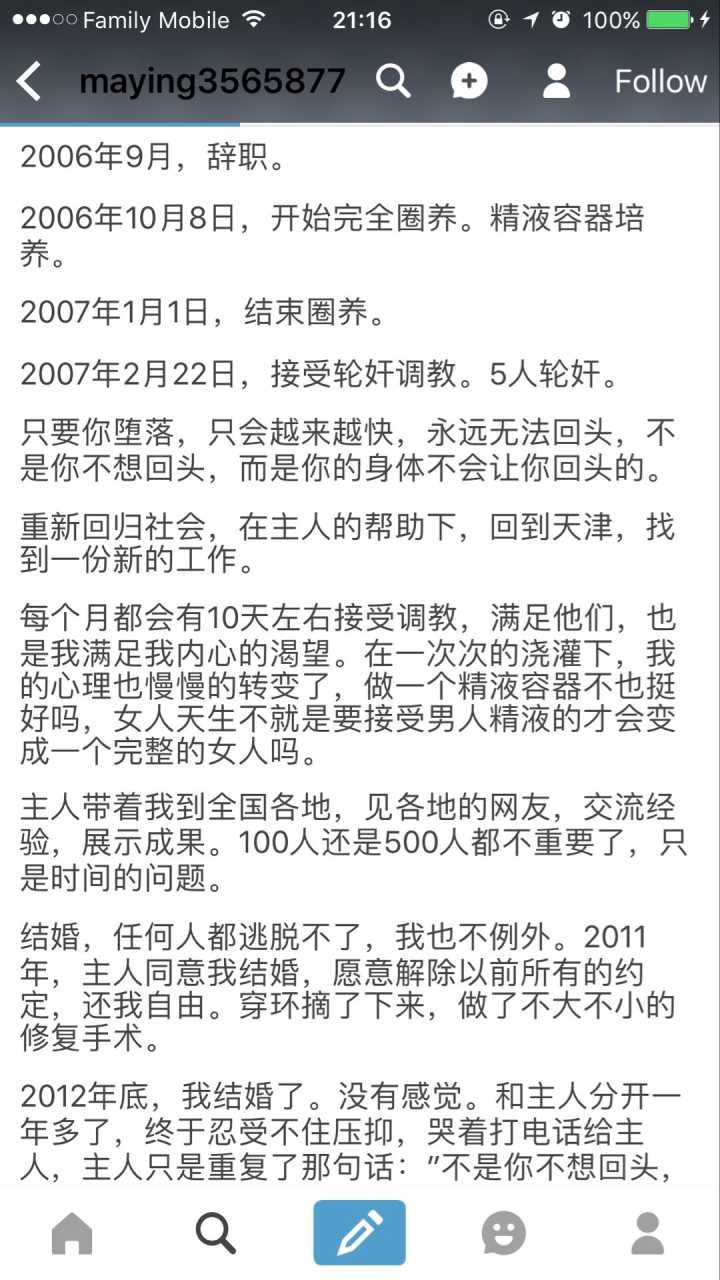 Family Mobile 21:16 100%
maying3565877 Follow
2006年9月，辞职。
2006年10月8日，开始完全圈养。精液容器培
养。
2007年1月1日，结束圈养。
2007年2月22日，接受轮奸调教。5人轮奸。
只要你堕落，只会越来越快，永远无法回头，不
是你不想回头，而是你的身体不会让你回头的。
重新回归社会，在主人的帮助下，回到天津，找
到一份新的工作。
每个月都会有10天左右接受调教，满足他们，也
是我满足我内心的渴望。在一次次的浇灌下，我
的心理也慢慢的转变了，做一个精液容器不也挺
好吗，女人天生不就是要接受男人精液的才会变
成一个完整的女人吗。
主人带着我到全国各地，见各地的网友，交流经
验，展示成果。100人还是500人都不重要了，只
是时间的问题。
结婚，任何人都逃脱不了，我也不例外。2011
年，主人同意我结婚，愿意解除以前所有的约
定，还我自由。穿环摘了下来，做了不大不小的
修复手术。
2012年底，我结婚了。没有感觉。和主人分开一
年多了，终于忍受不住压抑，哭着打电话给主
人，主人只是重复了那句话：”不是你不想回头，